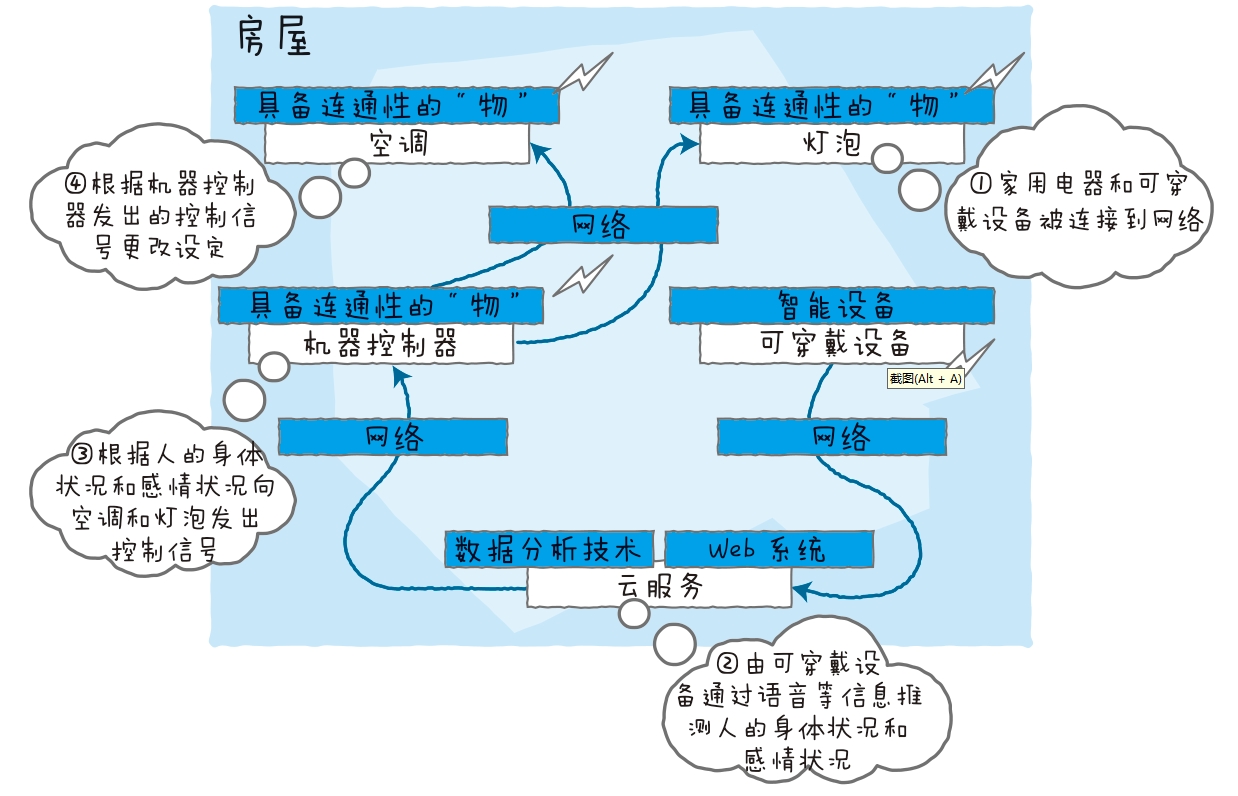 房屋
具备连通性的“物”
空调
具备连通性的“物”
灯泡
④根据机器控制
器发出的控制信
号更改设定
①家用电器和可穿
戴设备被连接到网络
网络
具备连通性的“物”
机器控制器
智能设备
可穿戴设备
截图(Alt + A)
网络
网络
③根据人的身体
状况和感情状况向
空调和灯泡发出
控制信号
数据分析技术
Web 系统
云服务
②由可穿戴设
备通过语音等信息推
测人的身体状况和
感情状况